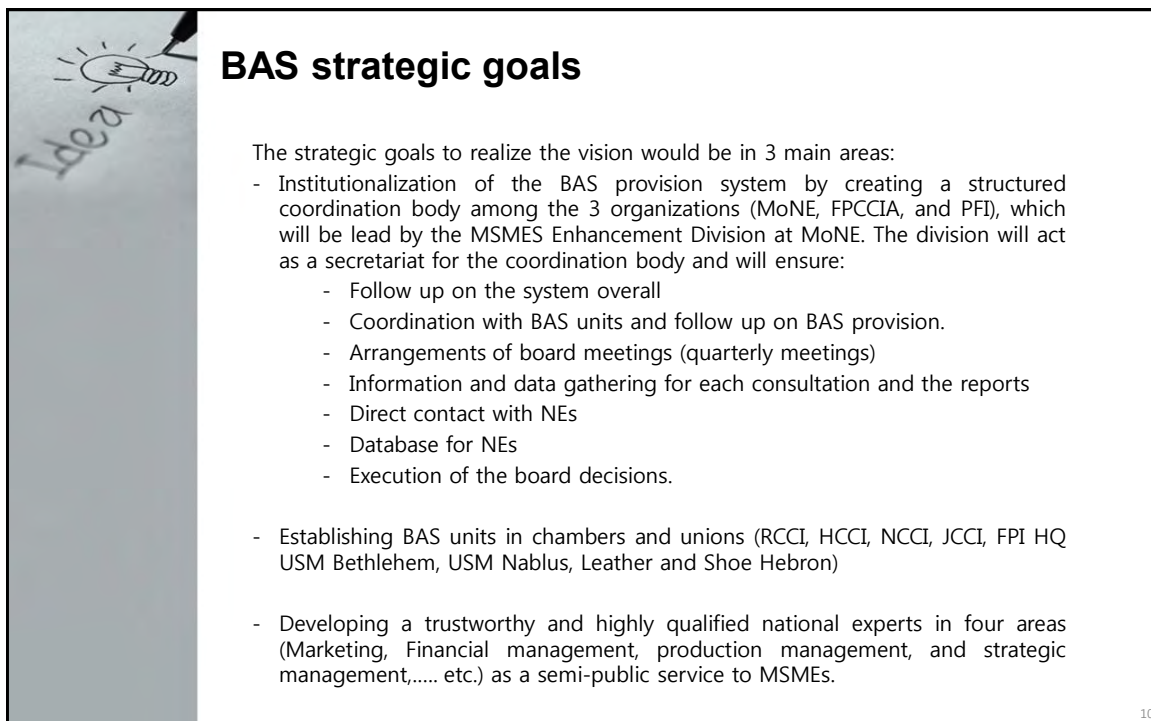 Idea
BAS strategic goals
The strategic goals to realize the vision would be in 3 main areas:
- Institutionalization of the BAS provision system by creating a structured
coordination body among the 3 organizations (MoNE, FPCCIA, and PFI), which
will be lead by the MSMES Enhancement Division at MoNE. The division will act
as a secretariat for the coordination body and will ensure:
- Follow up on the system overall
- Coordination with BAS units and follow up on BAS provision.
- Arrangements of board meetings (quarterly meetings)
- Information and data gathering for each consultation and the reports
- Direct contact with NEs
- Database for NEs
- Execution of the board decisions.
- Establishing BAS units in chambers and unions (RCCI, HCCI, NCCI, JCCI, FPI HQ
USM Bethlehem, USM Nablus, Leather and Shoe Hebron)
- Developing a trustworthy and highly qualified national experts in four areas
(Marketing, Financial management, production management, and strategic
management,..... etc.) as a semi-public service to MSMEs.
10